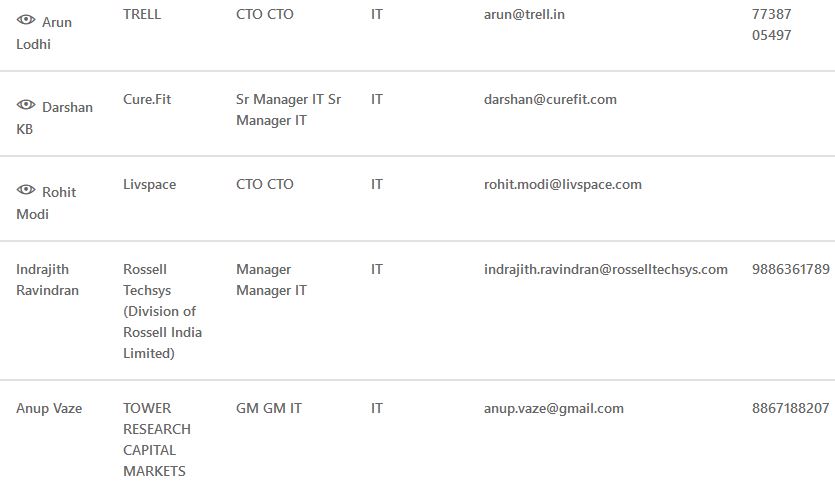 Arun Lodhi TRELL CTO CTO IT arun@trell.in 77387 05497
Darshan KB Cure.Fit Sr Manager IT Sr Manager IT IT darshan@curefit.com
Rohit Modi Livspace CTO CTO IT rohit.modi@livspace.com
Indrajith Ravindran Rossell Techsys (Division of Rossell India Limited) Manager Manager IT IT indrajith.ravindran@rosselltechsys.com 9886361789
Anup Vaze TOWER RESEARCH CAPITAL MARKETS GM GM IT IT anup.vaze@gmail.com 8867188207